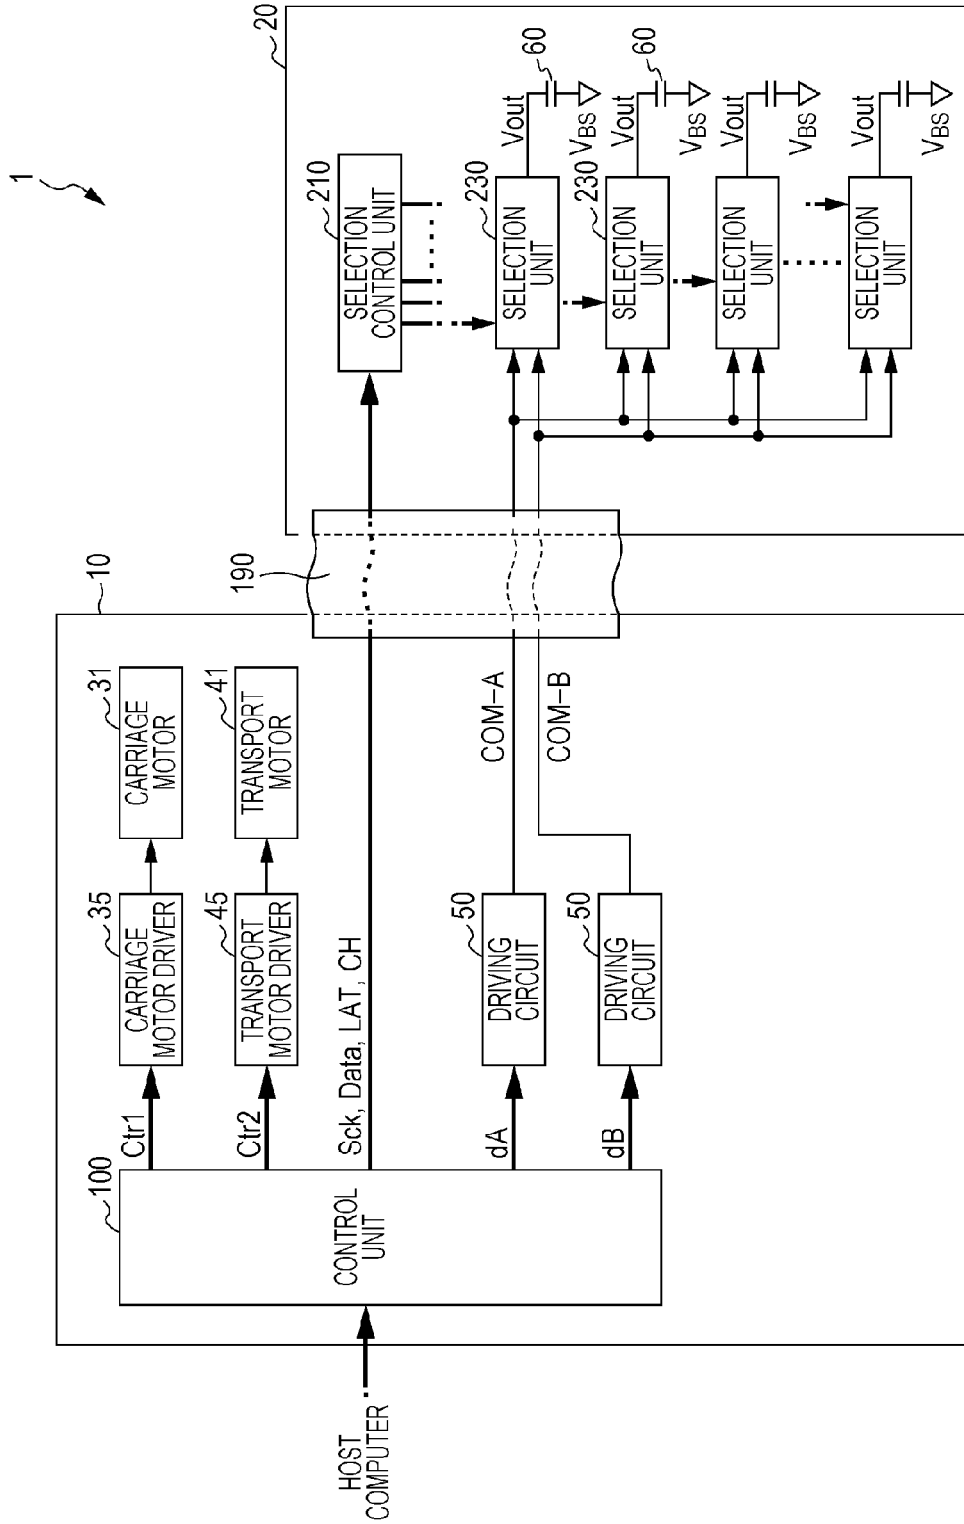 1
10
20
HOST
COMPUTER
100
CONTROL
UNIT
Ctr1
35
CARRIAGE
MOTOR DRIVER
31
CARRIAGE
MOTOR
Ctr2
45
TRANSPORT
MOTOR DRIVER
41
TRANSPORT
MOTOR
Sck, Data, LAT, CH
190
210
SELECTION
CONTROL UNIT
dA
50
DRIVING
CIRCUIT
COM-A
dB
50
DRIVING
CIRCUIT
COM-B
230
SELECTION
UNIT
Vout
60
VBS
230
SELECTION
UNIT
Vout
60
VBS
SELECTION
UNIT
Vout
VBS
SELECTION
UNIT
Vout
VBS